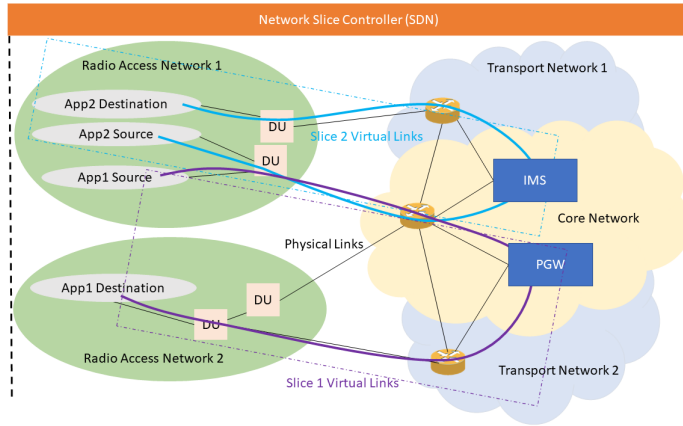 Network Slice Controller (SDN)
Radio Access Network 1
Transport Network 1
App2 Destination
DU
App2 Source
Slice 2 Virtual Links
DU
App1 Source
IMS
Core Network
Physical Links
PGW
App1 Destination
DU
DU
Radio Access Network 2
Transport Network 2
Slice 1 Virtual Links